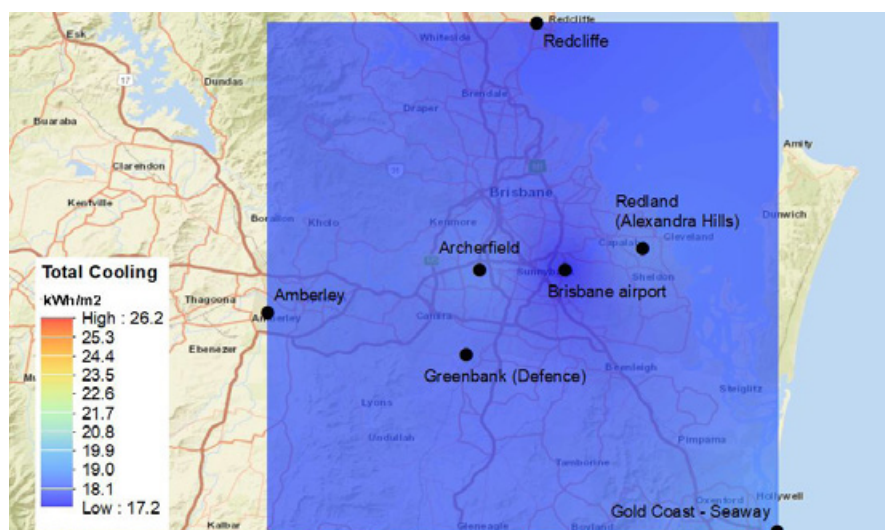 Redcliffe
Esk
Whiteside
Redcliffe
Dundas
17
Brendale
Draper
Buaraba
Amity
Clarendon
Brisbane
Redland
(Alexandra Hills)
Kentville
Dunwich
Borallon
Kholo
Kenmore
Cleveland
Capalaba
Archerfield
Total Cooling
Sheldon
Brisbane airport
kWh/m2
Thagoona
Amberley
High : 26.2
Amberley
25.3
24.4
Ebenezer
23.5
Greenbank (Defence)
22.6
21.7
Lyons
Steiglitz
20.8
Undullah
19.9
Pimpama
19.0
Tamborine
18.1
Low : 17.2
Gold Coast - Seaway
Oxenford
Hollywell
Kalbar
Gleneagle
Boyland